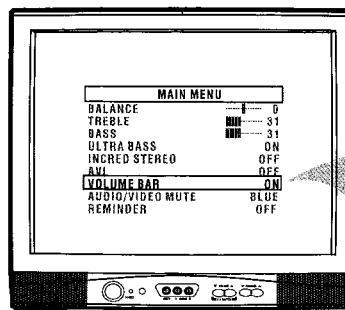 MAIN MENU
BALANCE 0
TREBLE 31
BASS 31
ULTRA BASS ON
INCRED STEREO OFF
AVL OFF
VOLUME BAR ON
AUDIO/VIDEO MUTE BLUE
REMINDER OFF